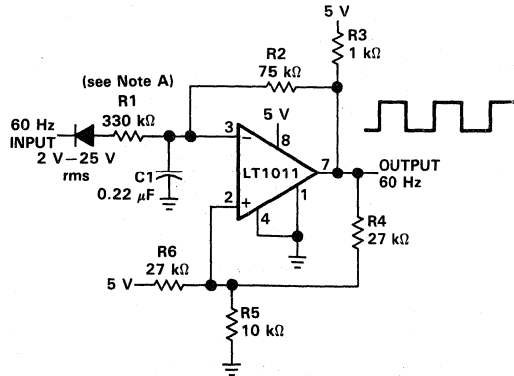 5 V
R3
1 kΩ
R2
75 kΩ
(see Note A)
R1
330 kΩ
60 Hz
INPUT
2 V–25 V
rms
C1
0.22 μF
5 V
3
−
8
LT1011
7
OUTPUT
60 Hz
2
+
4
1
R4
27 kΩ
R6
27 kΩ
5 V
R5
10 kΩ